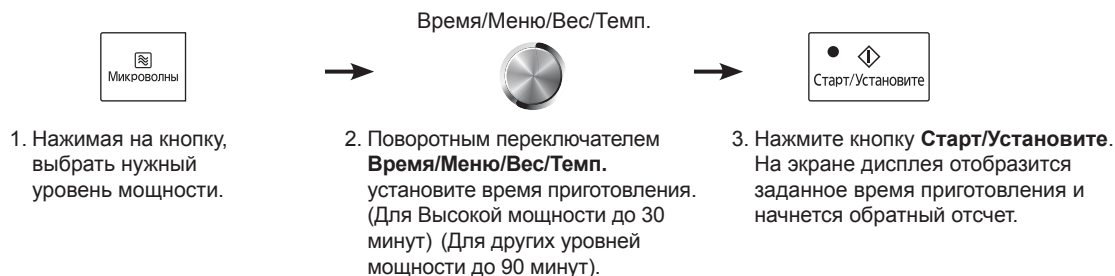 Время/Меню/Вес/Темп.
Микроволны
Старт/Установите
1. Нажимая на кнопку,
выбрать нужный
уровень мощности.
2. Поворотным переключателем
Время/Меню/Вес/Темп.
установите время приготовления.
(Для Высокой мощности до 30
минут) (Для других уровней
мощности до 90 минут).
3. Нажмите кнопку Старт/Установите.
На экране дисплея отобразится
заданное время приготовления и
начнется обратный отсчет.